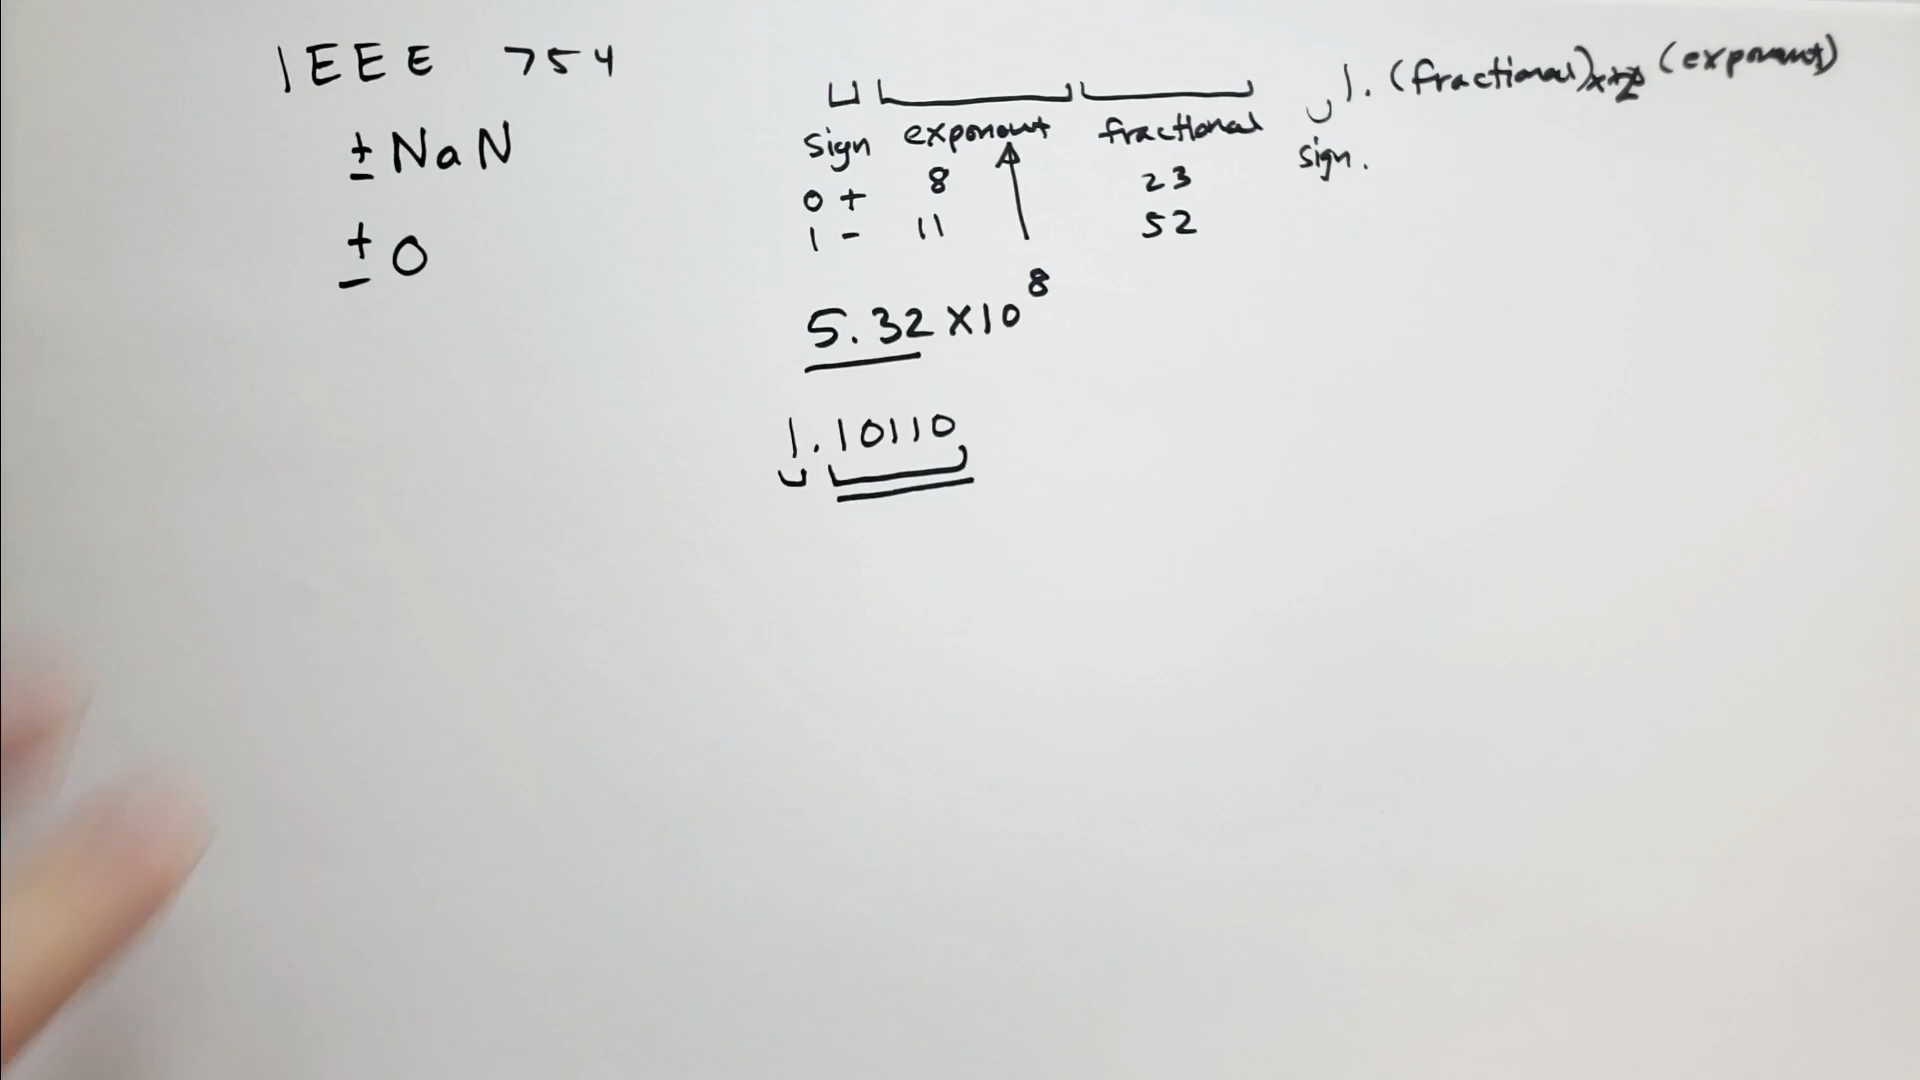 IEEE 754
± NaN
± 0
sign exponent fractional
0 + 8 23
1 - 11 52
5.32 × 10^8
1.10110
1. (fractional) × 2 (exponent)
sign.